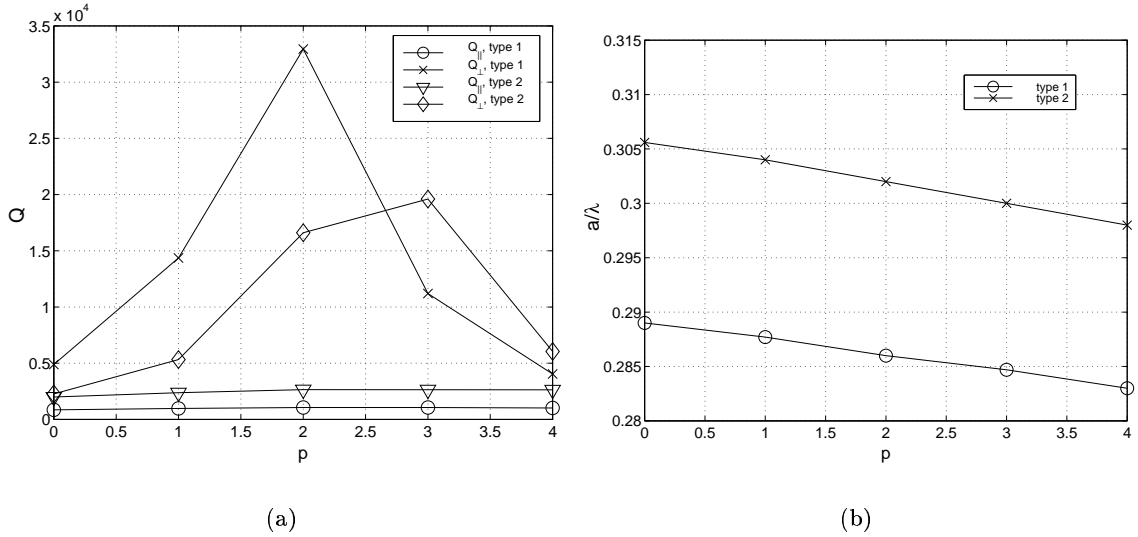 x 10⁴
3.5
3
2.5
2
1.5
1
0.5
0
Q
0 0.5 1 1.5 2 2.5 3 3.5 4
p
Q||, type 1
Q⊥, type 1
Q||, type 2
Q⊥, type 2
(a)
0.315
0.31
0.305
0.3
0.295
0.29
0.285
0.28
a/λ
0 0.5 1 1.5 2 2.5 3 3.5 4
p
type 1
type 2
(b)